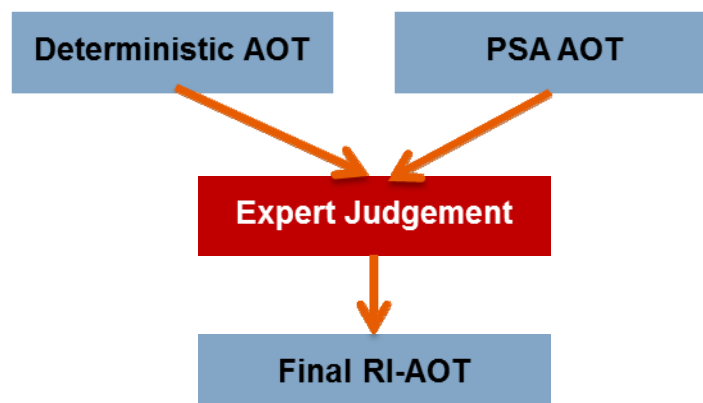 Deterministic AOT
PSA AOT
Expert Judgement
Final RI-AOT